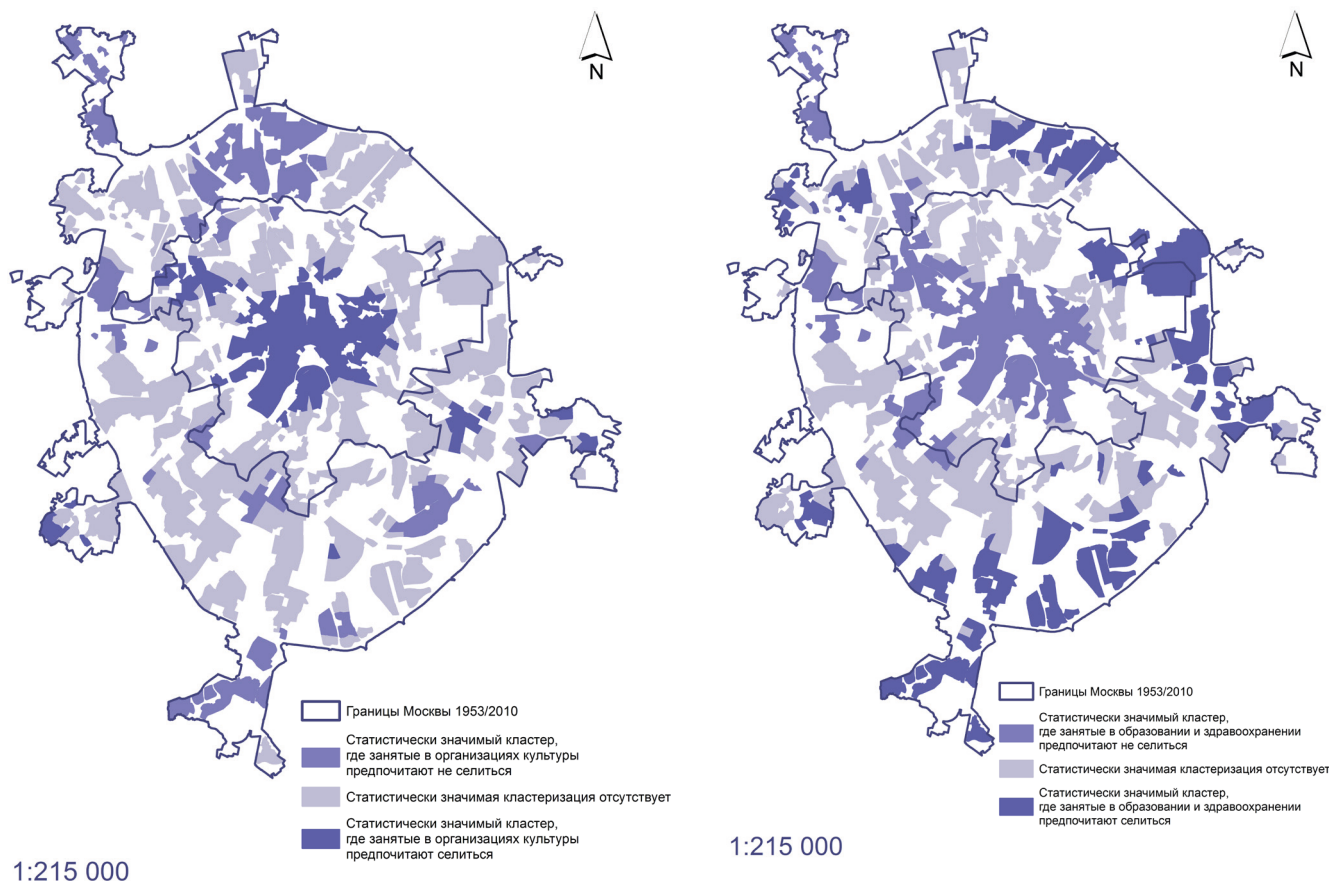 N
Границы Москвы 1953/2010
Статистически значимый кластер,
где занятые в организациях культуры
предпочитают не селиться
Статистически значимая кластеризация отсутствует
Статистически значимый кластер,
где занятые в организациях культуры
предпочитают селиться
1:215 000
N
Границы Москвы 1953/2010
Статистически значимый кластер,
где занятые в образовании и здравоохранении
предпочитают не селиться
Статистически значимая кластеризация отсутствует
Статистически значимый кластер,
где занятые в образовании и здравоохранении
предпочитают селиться
1:215 000